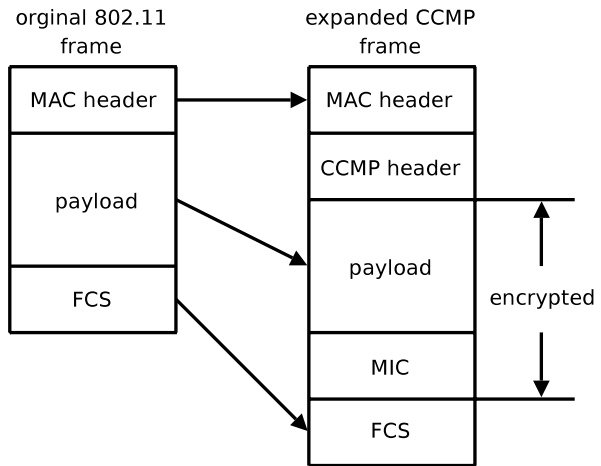 orginal 802.11
frame
MAC header
payload
FCS
expanded CCMP
frame
MAC header
CCMP header
payload
MIC
FCS
encrypted